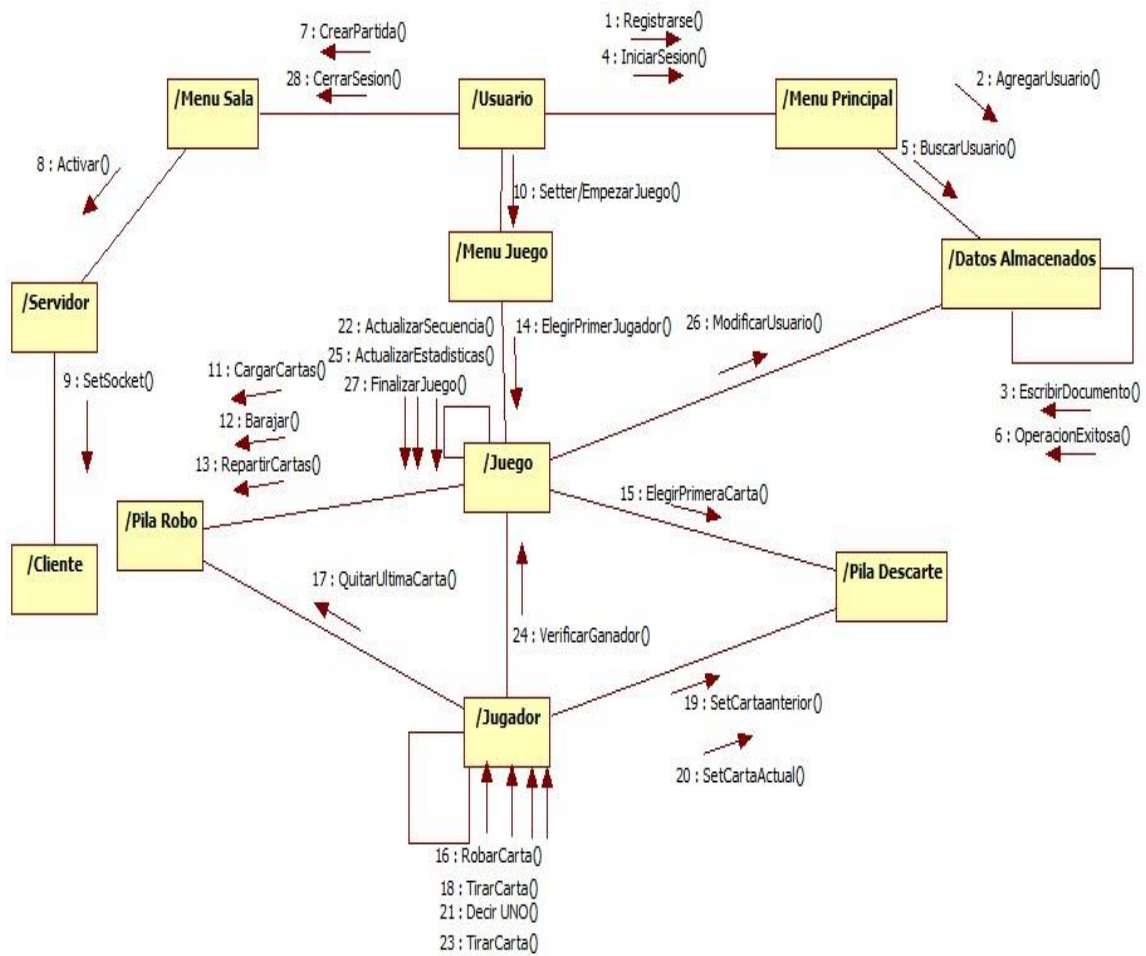 7 : CrearPartida()
28 : CerrarSesion()
1 : Registrarse()
4 : IniciarSesion()
/Menu Sala
/Usuario
/Menu Principal
2 : AgregarUsuario()
5 : BuscarUsuario()
8 : Activar()
10 : Setter/EmpezarJuego()
/Menu Juego
/Datos Almacenados
/Servidor
22 : ActualizarSecuencia()
14 : ElegirPrimerJugador()
26 : ModificarUsuario()
25 : ActualizarEstadisticas()
11 : CargarCartas()
9 : SetSocket()
27 : FinalizarJuego()
3 : EscribirDocumento()
12 : Barajar()
6 : OperacionExitosa()
13 : RepartirCartas()
/Juego
15 : ElegirPrimeraCarta()
/Pila Robo
/Cliente
/Pila Descarte
17 : QuitarUltimaCarta()
24 : VerificarGanador()
19 : SetCartaanterior()
/Jugador
20 : SetCartaActual()
16 : RobarCarta()
18 : TirarCarta()
21 : Decir UNO()
23 : TirarCarta()